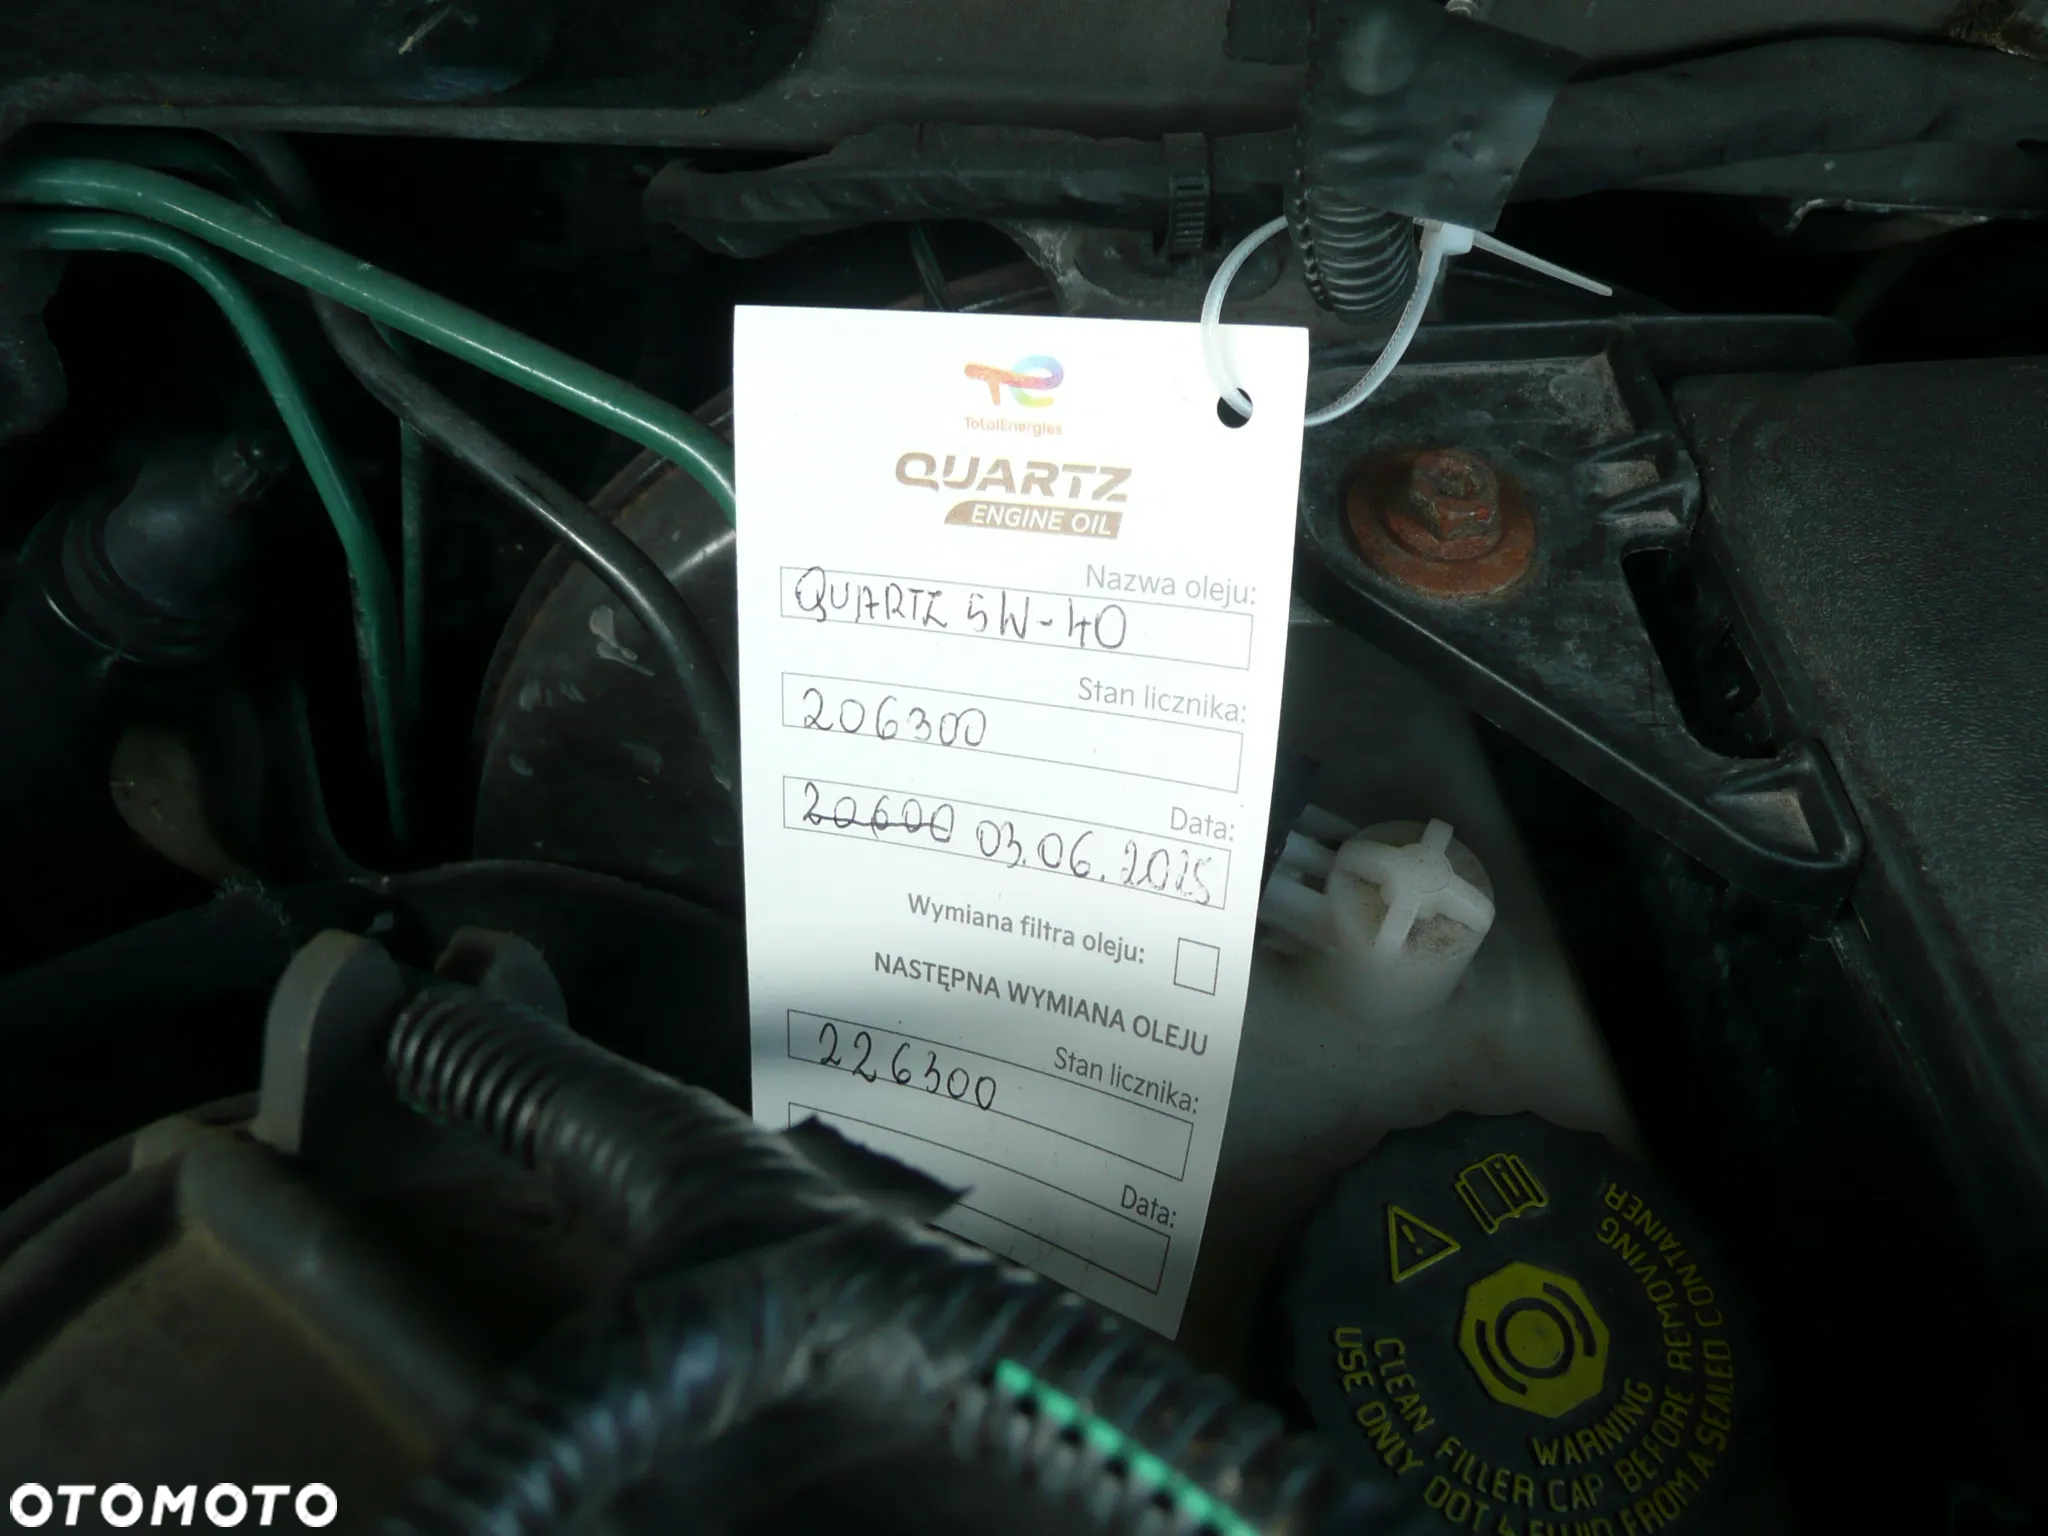 TotalEnergies
QUARTZ
ENGINE OIL
Nazwa oleju:
QUARTZ 5W-40
Stan licznika:
206300
Data:
20600 03.06.2025
Wymiana filtra oleju:
NASTĘPNA WYMIANA OLEJU
Stan licznika:
226300
Data:
WARNING
CLEAN FILLER CAP BEFORE REMOVING
USE ONLY DOT 4 FLUID FROM A SEALED CONTAINER
OTOMOTO